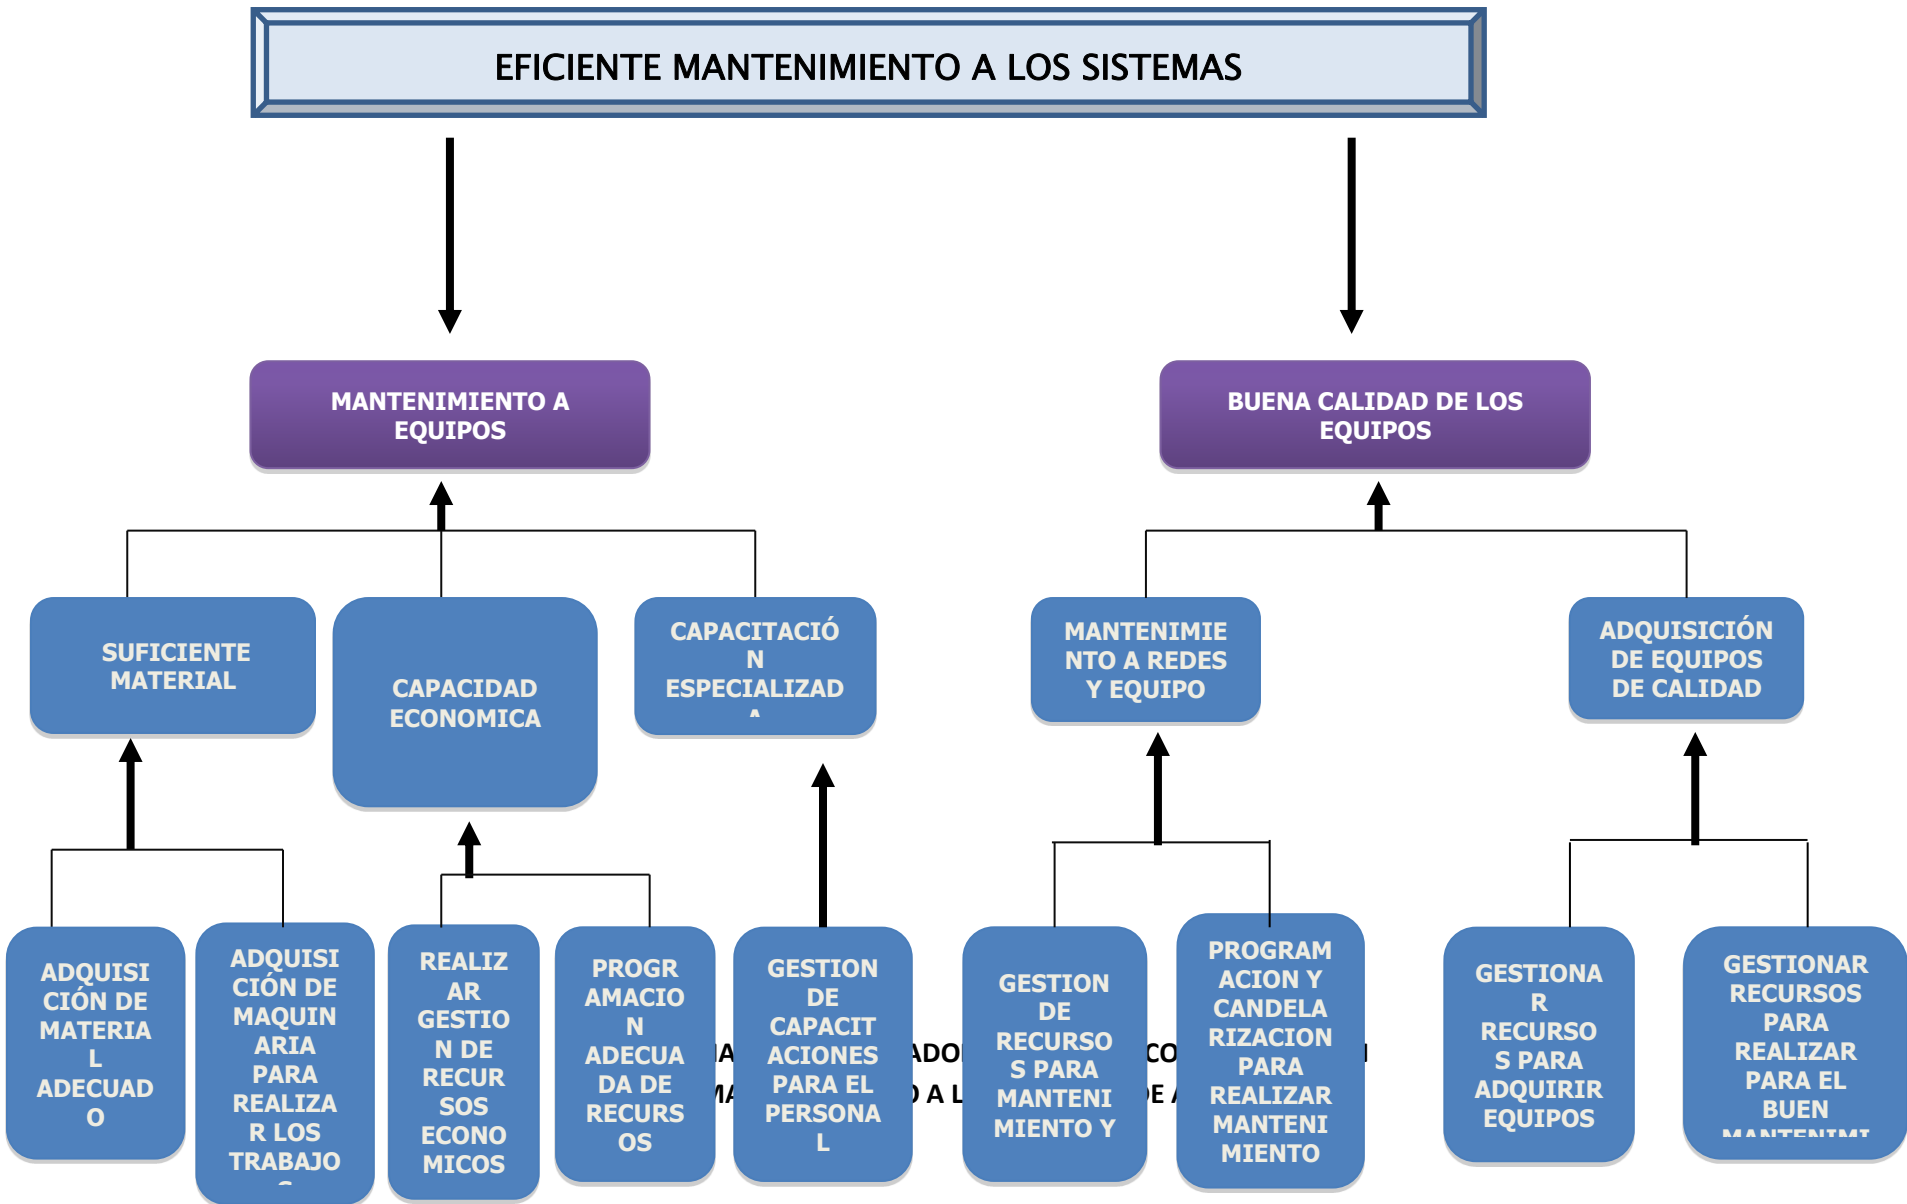 EFICIENTE MANTENIMIENTO A LOS SISTEMAS
MANTENIMIENTO A
EQUIPOS
BUENA CALIDAD DE LOS
EQUIPOS
SUFICIENTE
MATERIAL
CAPACIDAD
ECONOMICA
CAPACITACIÓ
N
ESPECIALIZAD
A
MANTENIMIE
NTO A REDES
Y EQUIPO
ADQUISICIÓN
DE EQUIPOS
DE CALIDAD
ADQUISI
CIÓN DE
MATERIA
L
ADECUAD
O
ADQUISI
CIÓN DE
MAQUIN
ARIA
PARA
REALIZA
R LOS
TRABAJO
S
REALIZ
AR
GESTIO
N DE
RECUR
SOS
ECONO
MICOS
PROGR
AMACIO
N
ADECUA
DA DE
RECURS
OS
GESTION
DE
CAPACIT
ACIONES
PARA EL
PERSONA
L
GESTION
DE
RECURSO
S PARA
MANTENI
MIENTO Y
PROGRAM
ACION Y
CANDELA
RIZACION
PARA
REALIZAR
MANTENI
MIENTO
GESTIONA
R
RECURSO
S PARA
ADQUIRIR
EQUIPOS
GESTIONAR
RECURSOS
PARA
REALIZAR
PARA EL
BUEN
MANTENIMI